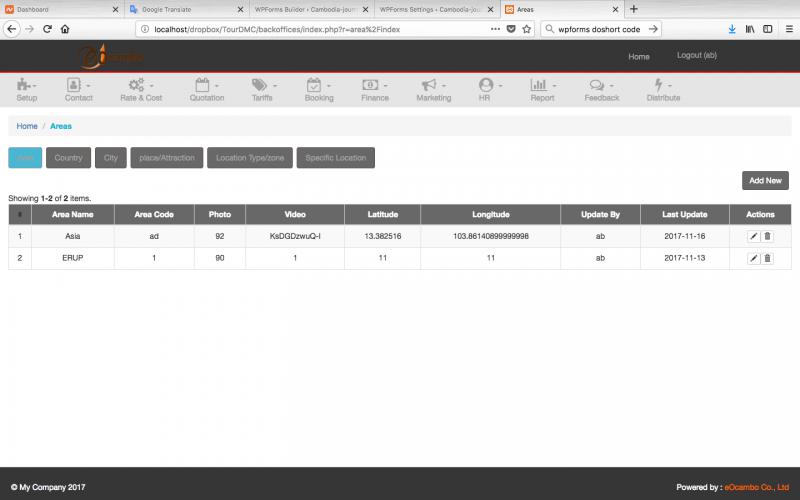 Dashboard
Google Translate
WPForms Builder ‹ Cambodia-journ
WPForms Settings ‹ Cambodia-jour
Areas
localhost/dropbox/TourDMC/backoffices/index.php?r=area%2Findex
wpforms doshort code
Home
Logout (ab)
Setup
Contact
Rate & Cost
Quotation
Tariffs
Booking
Finance
Marketing
HR
Report
Feedback
Distribute
Home / Areas
Country
City
place/Attraction
Location Type/zone
Specific Location
Add New
Showing 1-2 of 2 items.
# Area Name Area Code Photo Video Latitude Longitude Update By Last Update Actions
1 Asia ad 92 KsDGDzwuQ-I 13.382516 103.86140899999998 ab 2017-11-16
2 ERUP 1 90 1 11 11 ab 2017-11-13
© My Company 2017
Powered by : eOcambo Co., Ltd